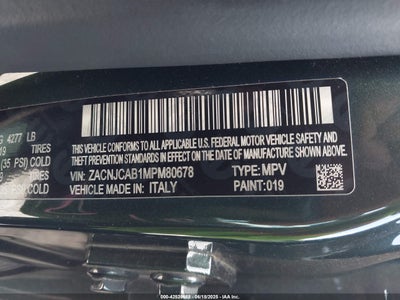 G 4277 LB
19 TIRES
(35 PSI) COLD
TIRES
PSI) COLD
THIS VEHICLE CONFORMS TO ALL APPLICABLE
U.S. FEDERAL MOTOR VEHICLE SAFETY AND
THEFT PREVENTION STANDARDS IN EFFECT ON THE
DATE OF MANUFACTURE SHOWN ABOVE.
VIN: ZACNJCAB1MPM80678 TYPE: MPV
VEHICLE MADE IN: ITALY PAINT: 019